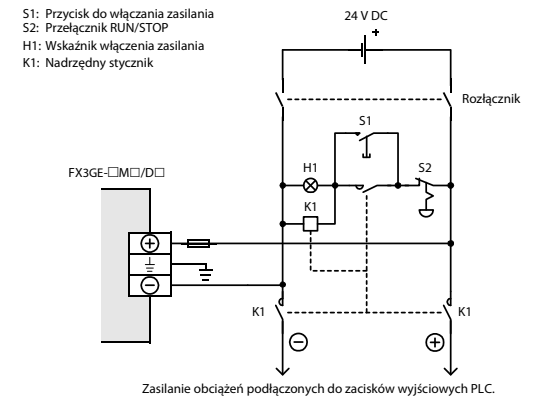 S1: Przycisk do włączania zasilania
S2: Przełącznik RUN/STOP
H1: Wskaźnik włączenia zasilania
K1: Nadrzędny stycznik
24 V DC
+
Rozłącznik
S1
FX3GE-□M□/D□
H1
S2
K1
+
−
K1
K1
−
+
Zasilanie obciążeń podłączonych do zacisków wyjściowych PLC.